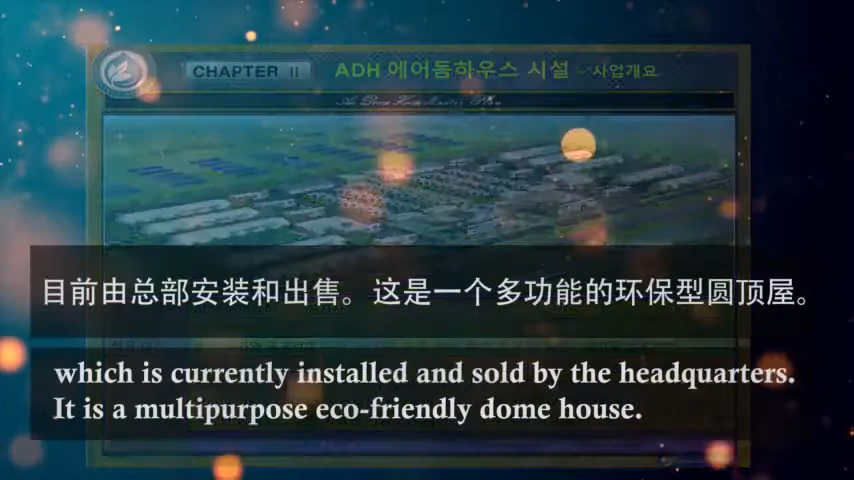 CHAPTER II
ADH 에어돔하우스 시설 - 사업개요
目前由总部安装和出售。这是一个多功能的环保型圆顶屋。
which is currently installed and sold by the headquarters.
It is a multipurpose eco-friendly dome house.